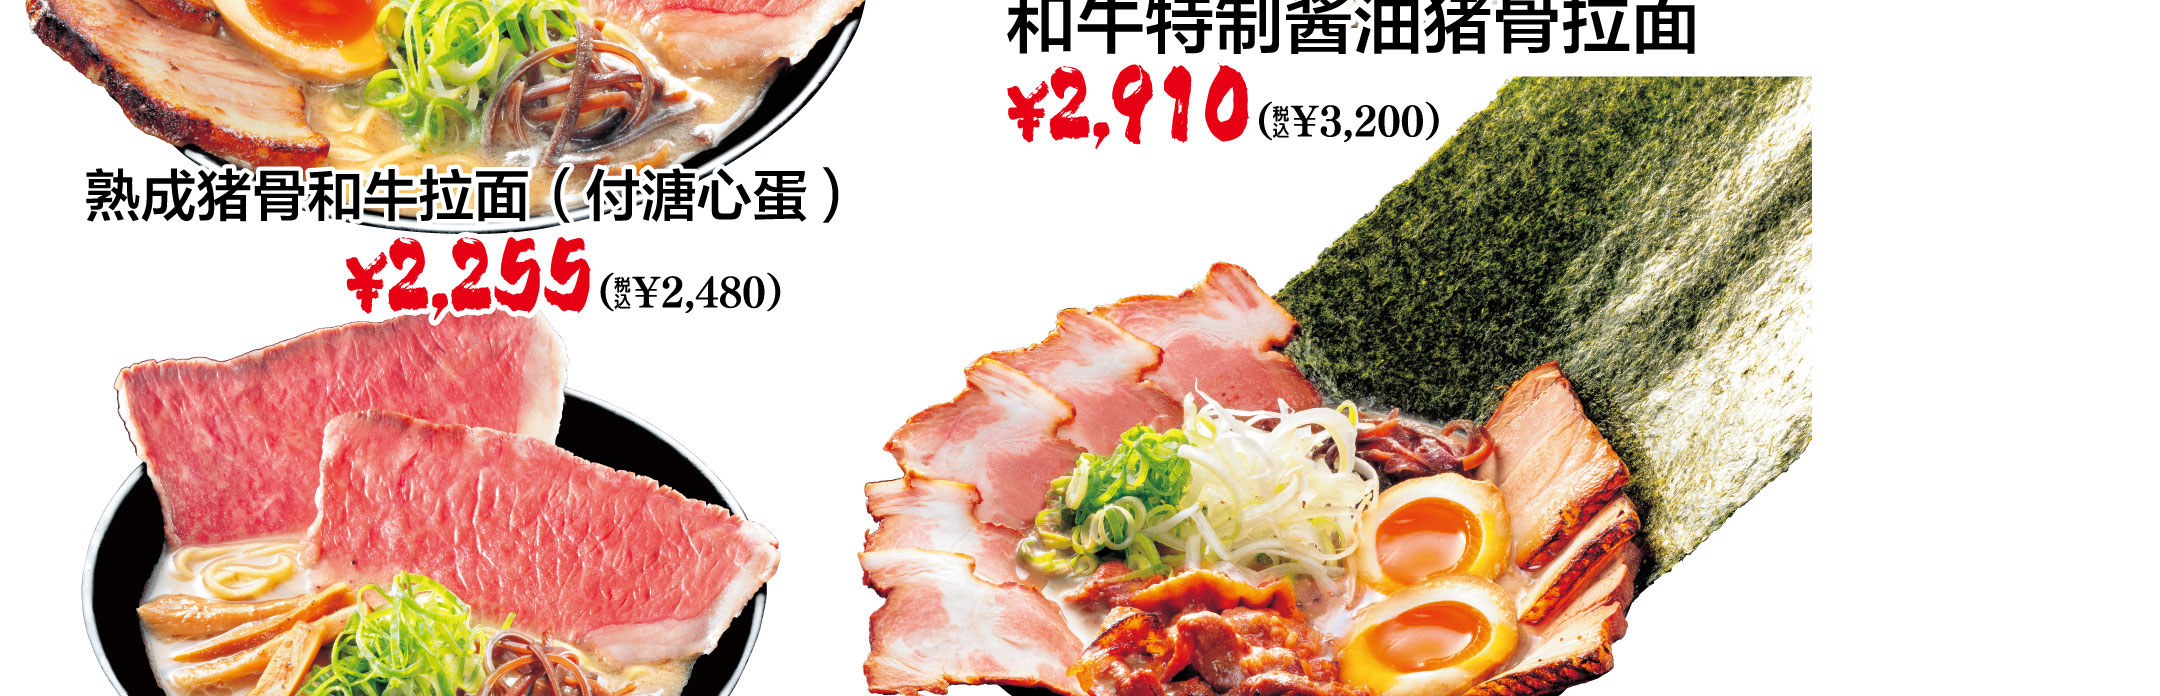 和牛特制酱油猪骨拉面
¥2,910(税込¥3,200)
熟成猪骨和牛拉面（付溏心蛋）
¥2,255(税込¥2,480)